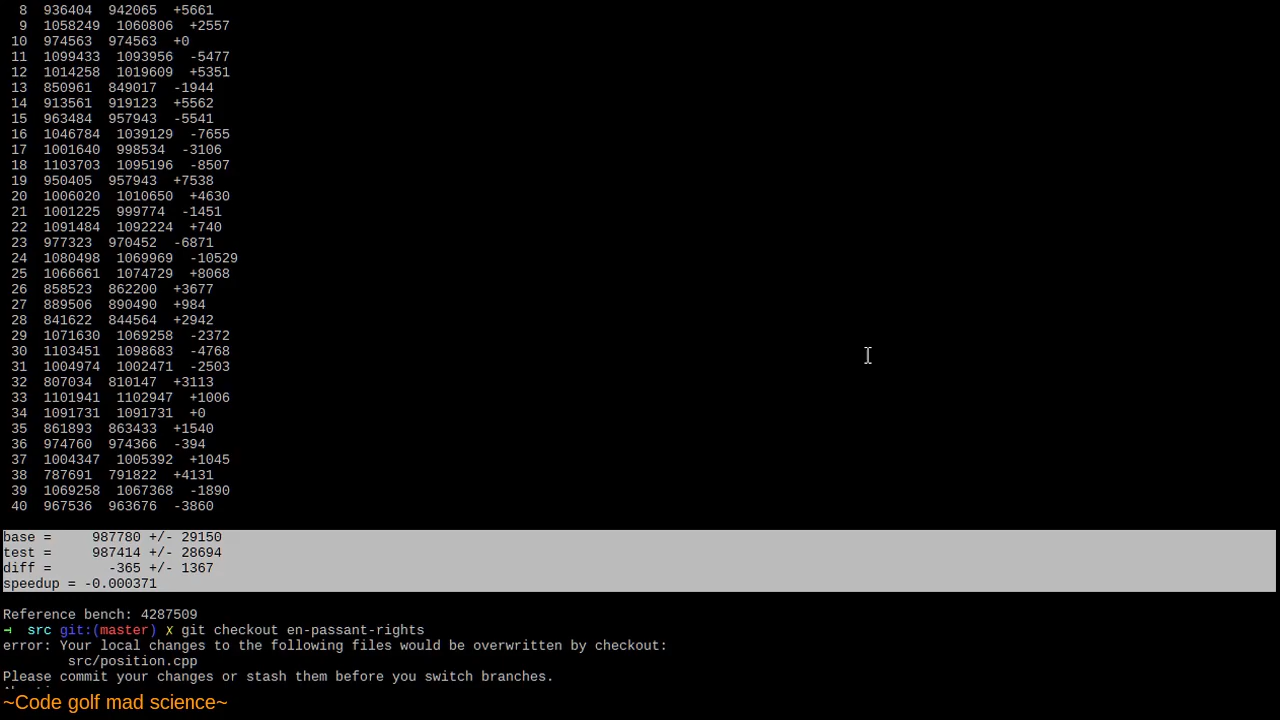 8 936404 942065 +5661
9 1058249 1060806 +2557
10 974563 974563 +0
11 1099433 1093956 -5477
12 1014258 1019609 +5351
13 850961 849017 -1944
14 913561 919123 +5562
15 963484 957943 -5541
16 1046784 1039129 -7655
17 1001640 998534 -3106
18 1103703 1095196 -8507
19 950405 957943 +7538
20 1006020 1010650 +4630
21 1001225 999774 -1451
22 1091484 1092224 +740
23 977323 970452 -6871
24 1080498 1069969 -10529
25 1066661 1074729 +8068
26 858523 862200 +3677
27 889506 890490 +984
28 841622 844564 +2942
29 1071630 1069258 -2372
30 1103451 1098683 -4768
31 1004974 1002471 -2503
32 807034 810147 +3113
33 1101941 1102947 +1006
34 1091731 1091731 +0
35 861893 863433 +1540
36 974760 974366 -394
37 1004347 1005392 +1045
38 787691 791822 +4131
39 1069258 1067368 -1890
40 967536 963676 -3860
base = 987780 +/- 29150
test = 987414 +/- 28694
diff = -365 +/- 1367
speedup = -0.000371
Reference bench: 4287509
src git:(master) ✗ git checkout en-passant-rights
error: Your local changes to the following files would be overwritten by checkout:
src/position.cpp
Please commit your changes or stash them before you switch branches.
~Code golf mad science~